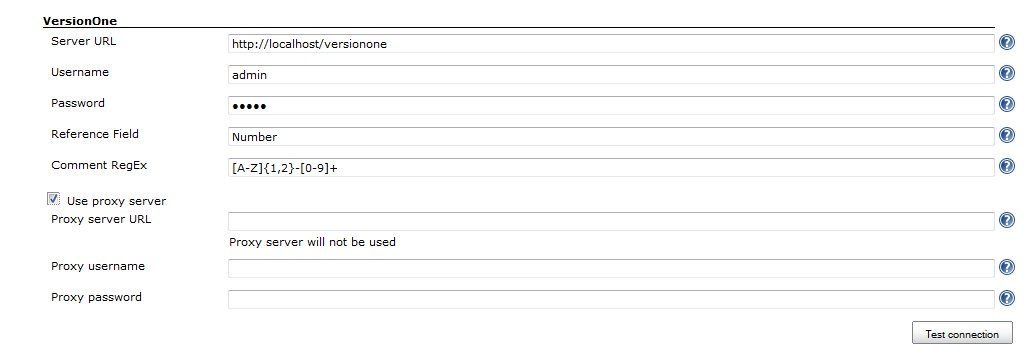 VersionOne
Server URL http://localhost/versionone ?
Username admin ?
Password ●●●●● ?
Reference Field Number ?
Comment RegEx [A-Z]{1,2}-[0-9]+ ?
Use proxy server
Proxy server URL ?
Proxy server will not be used
Proxy username ?
Proxy password ?
Test connection